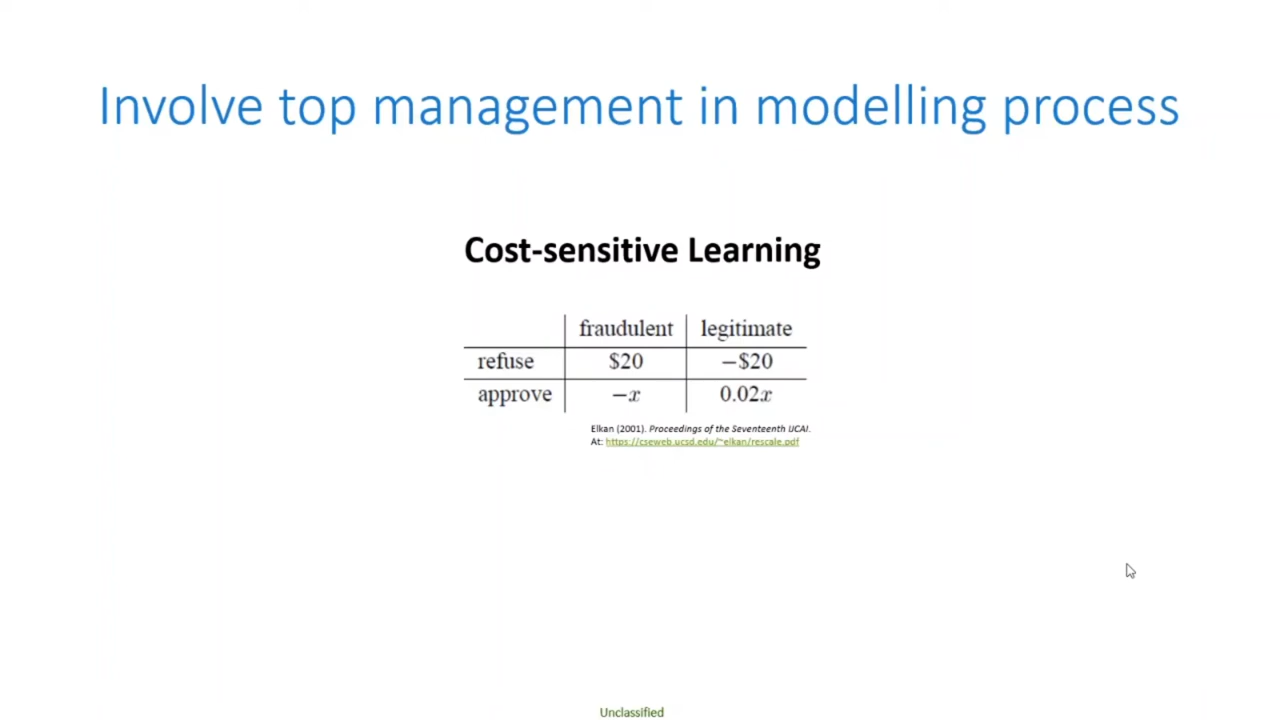 Involve top management in modelling process
Cost-sensitive Learning
fraudulent legitimate
refuse $20 −$20
approve −x 0.02x
Elkan (2001). Proceedings of the Seventeenth IJCAI.
At: https://cseweb.ucsd.edu/~elkan/rescale.pdf
Unclassified